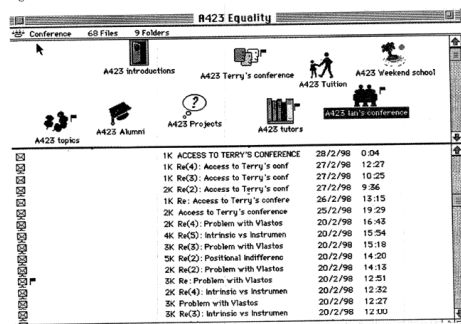 A423 Equality
Conference 68 Files 9 Folders
A423 introductions
A423 Terry's conference
A423 Tuition
A423 Weekend school
A423 topics
A423 Alumni
A423 Projects
A423 tutors
A423 Ian's conference
1K ACCESS TO TERRY'S CONFERENCE 28/2/98 0:04
1K Re(4): Access to Terry's conf 27/2/98 12:27
1K Re(3): Access to Terry's conf 27/2/98 10:25
2K Re(2): Access to Terry's conf 27/2/98 9:36
1K Re: Access to Terry's confere 26/2/98 13:15
2K Access to Terry's conference 25/2/98 19:29
2K Re(4): Problem with Vlastos 20/2/98 16:43
4K Re(5): Intrinsic vs Instrumen 20/2/98 15:54
3K Re(3): Problem with Vlastos 20/2/98 15:18
5K Re(2): Positional Indifferenc 20/2/98 14:20
2K Re(2): Problem with Vlastos 20/2/98 14:13
3K Re: Problem with Vlastos 20/2/98 12:51
2K Re(4): Intrinsic vs Instrumen 20/2/98 12:32
3K Problem with Vlastos 20/2/98 12:27
3K Re(3): Intrinsic vs Instrumen 20/2/98 12:00